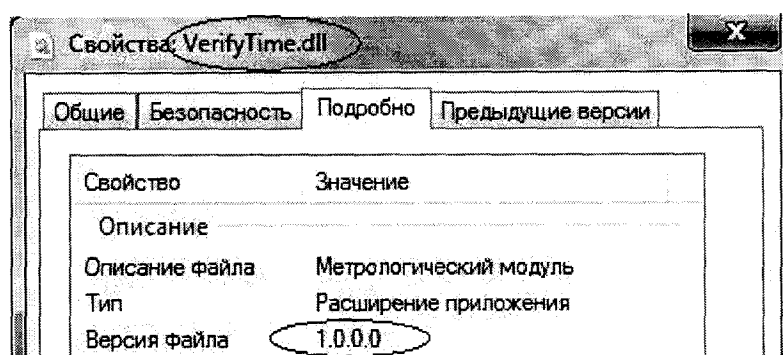 Свойства: VerifyTime.dll
Общие Безопасность Подробно Предыдущие версии
Свойство Значение
Описание
Описание файла Метрологический модуль
Тип Расширение приложения
Версия файла 1.0.0.0